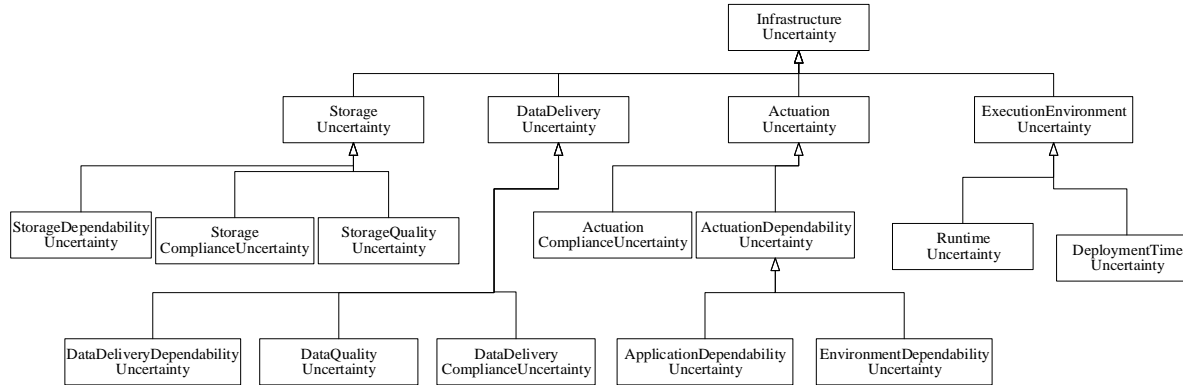 Infrastructure
Uncertainty
Storage
Uncertainty
DataDelivery
Uncertainty
Actuation
Uncertainty
ExecutionEnvironment
Uncertainty
StorageDependability
Uncertainty
Storage
ComplianceUncertainty
StorageQuality
Uncertainty
Actuation
ComplianceUncertainty
ActuationDependability
Uncertainty
Runtime
Uncertainty
DeploymentTime
Uncertainty
DataDeliveryDependability
Uncertainty
DataQuality
Uncertainty
DataDelivery
ComplianceUncertainty
ApplicationDependability
Uncertainty
EnvironmentDependability
Uncertainty